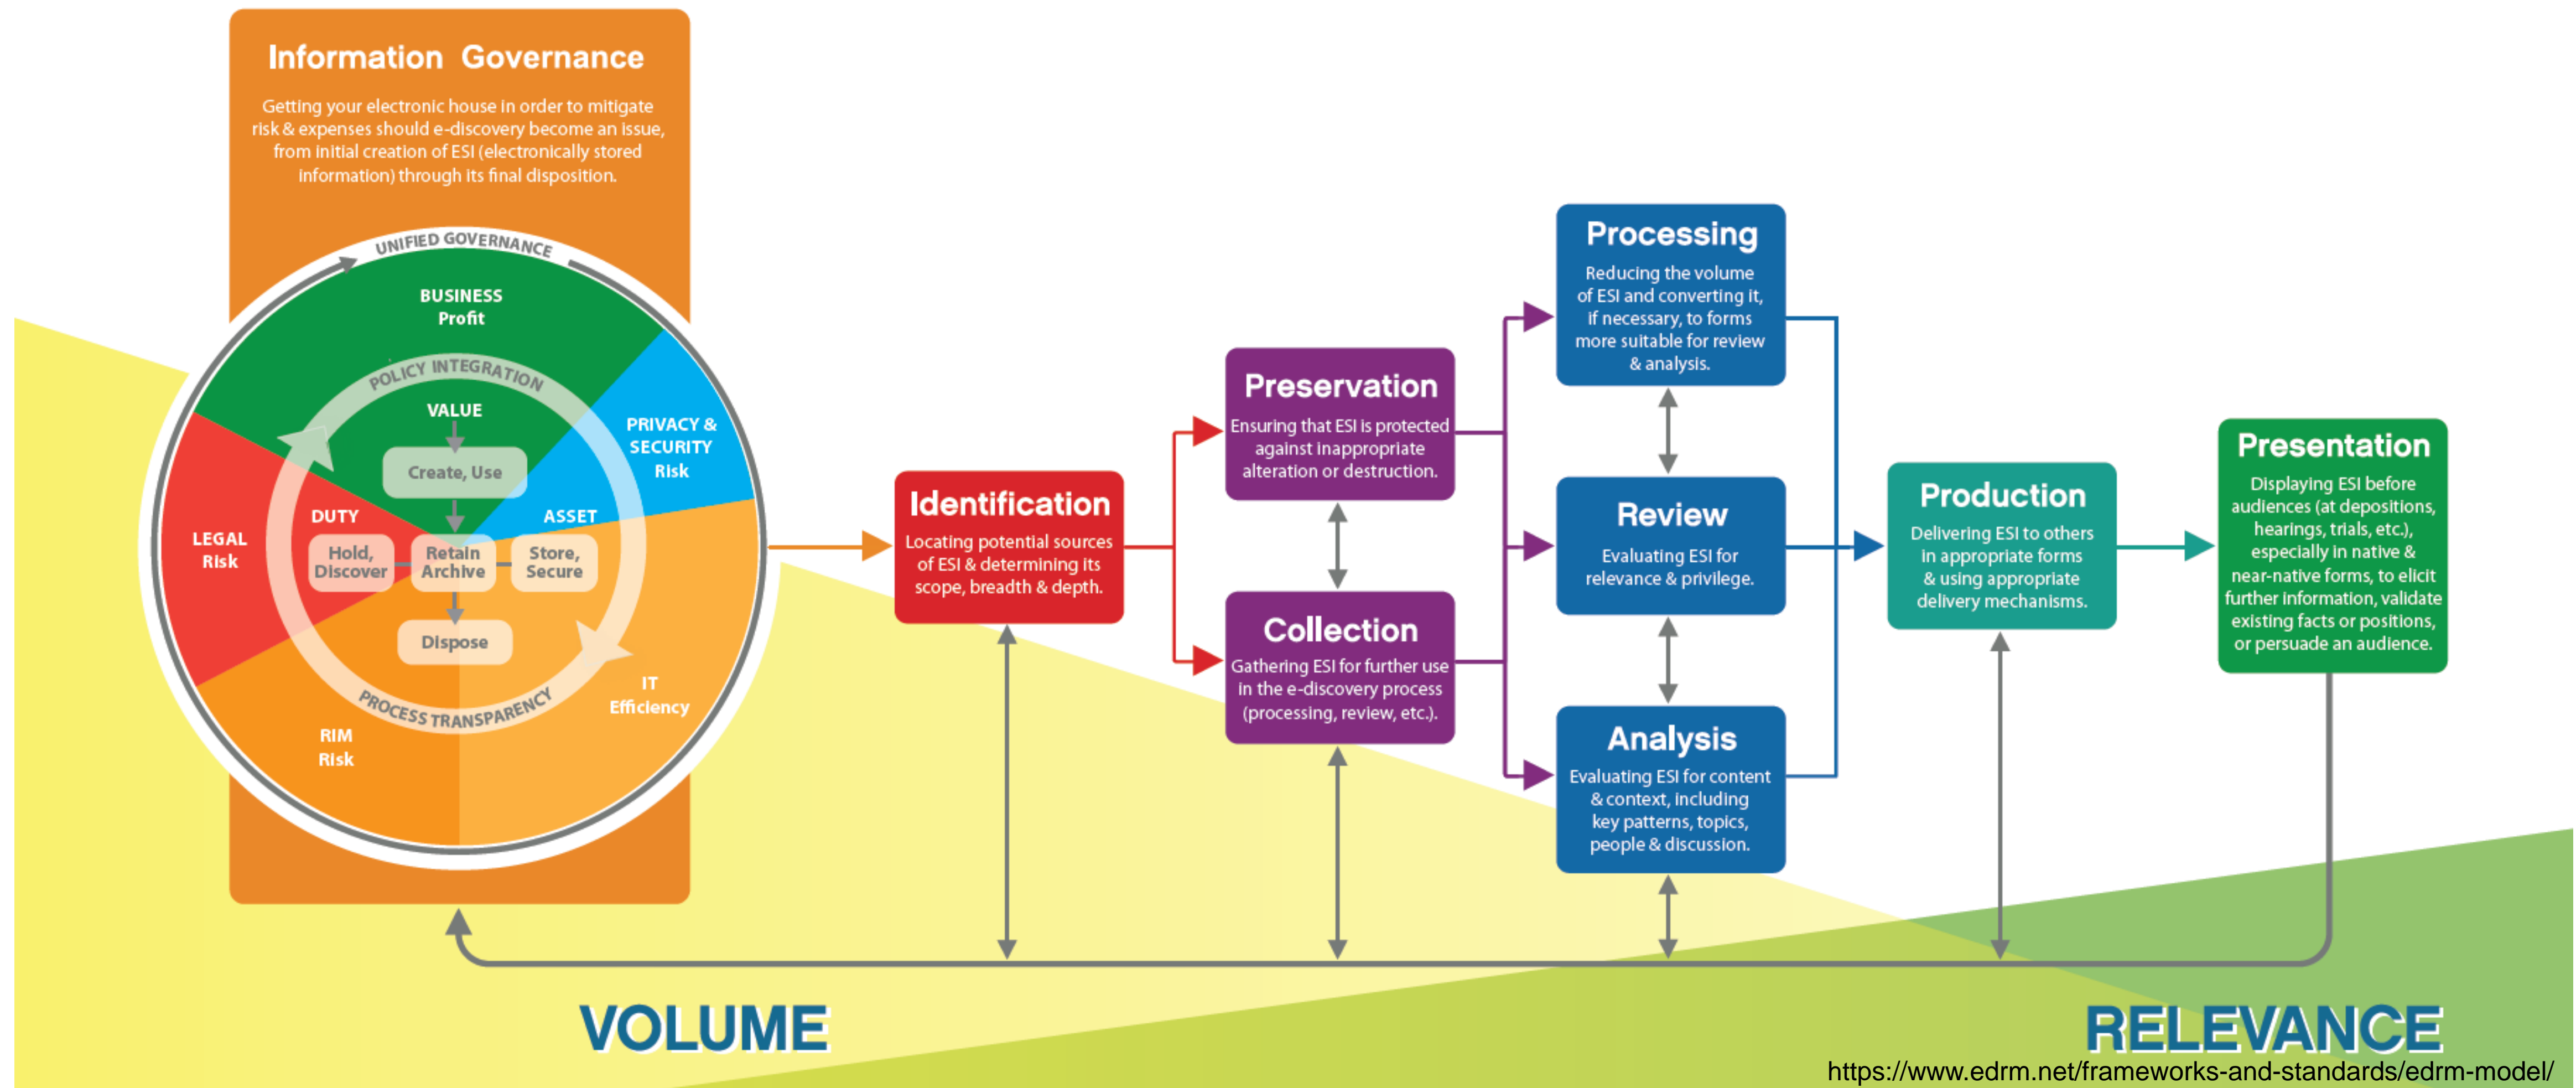 Information Governance
Getting your electronic house in order to mitigate
risk & expenses should e-discovery become an issue,
from initial creation of ESI (electronically stored
information) through its final disposition.
UNIFIED GOVERNANCE
BUSINESS
Profit
POLICY INTEGRATION
VALUE
Create, Use
PRIVACY &
SECURITY
Risk
DUTY
ASSET
LEGAL
Risk
Hold,
Discover
Retain
Archive
Store,
Secure
Dispose
PROCESS TRANSPARENCY
IT
Efficiency
RIM
Risk
Identification
Locating potential sources
of ESI & determining its
scope, breadth & depth.
Preservation
Ensuring that ESI is protected
against inappropriate
alteration or destruction.
Collection
Gathering ESI for further use
in the e-discovery process
(processing, review, etc.).
Processing
Reducing the volume
of ESI and converting it,
if necessary, to forms
more suitable for review
& analysis.
Review
Evaluating ESI for
relevance & privilege.
Analysis
Evaluating ESI for content
& context, including
key patterns, topics,
people & discussion.
Production
Delivering ESI to others
in appropriate forms
& using appropriate
delivery mechanisms.
Presentation
Displaying ESI before
audiences (at depositions,
hearings, trials, etc.),
especially in native &
near-native forms, to elicit
further information, validate
existing facts or positions,
or persuade an audience.
VOLUME
RELEVANCE
https://www.edrm.net/frameworks-and-standards/edrm-model/